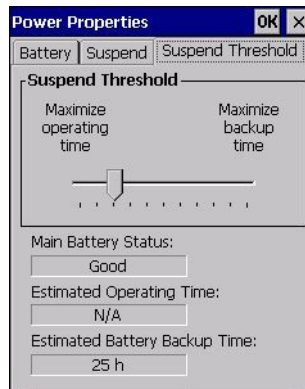 Power Properties OK ×
Battery Suspend Suspend Threshold
Suspend Threshold
Maximize operating time
Maximize backup time
Main Battery Status:
Good
Estimated Operating Time:
N/A
Estimated Battery Backup Time:
25 h